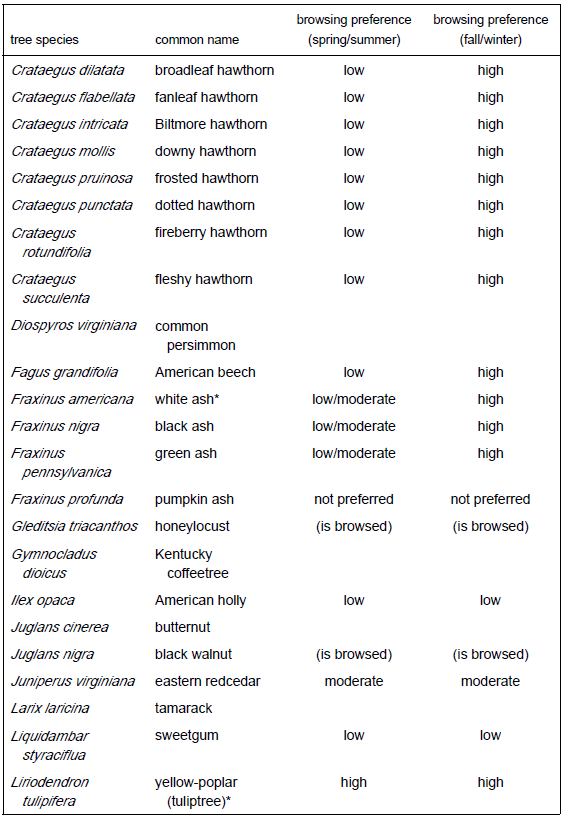 browsing preference browsing preference
tree species common name (spring/summer) (fall/winter)
Crataegus dilatata broadleaf hawthorn low high
Crataegus flabellata fanleaf hawthorn low high
Crataegus intricata Biltmore hawthorn low high
Crataegus mollis downy hawthorn low high
Crataegus pruinosa frosted hawthorn low high
Crataegus punctata dotted hawthorn low high
Crataegus fireberry hawthorn low high
rotundifolia
Crataegus fleshy hawthorn low high
succulenta
Diospyros virginiana common
persimmon
Fagus grandifolia American beech low high
Fraxinus americana white ash* low/moderate high
Fraxinus nigra black ash low/moderate high
Fraxinus green ash low/moderate high
pennsylvanica
Fraxinus profunda pumpkin ash not preferred not preferred
Gleditsia triacanthos honeylocust (is browsed) (is browsed)
Gymnocladus Kentucky
dioicus coffeetree
Ilex opaca American holly low low
Juglans cinerea butternut
Juglans nigra black walnut (is browsed) (is browsed)
Juniperus virginiana eastern redcedar moderate moderate
Larix laricina tamarack
Liquidambar sweetgum low low
styraciflua
Liriodendron yellow-poplar high high
tulipifera (tuliptree)*